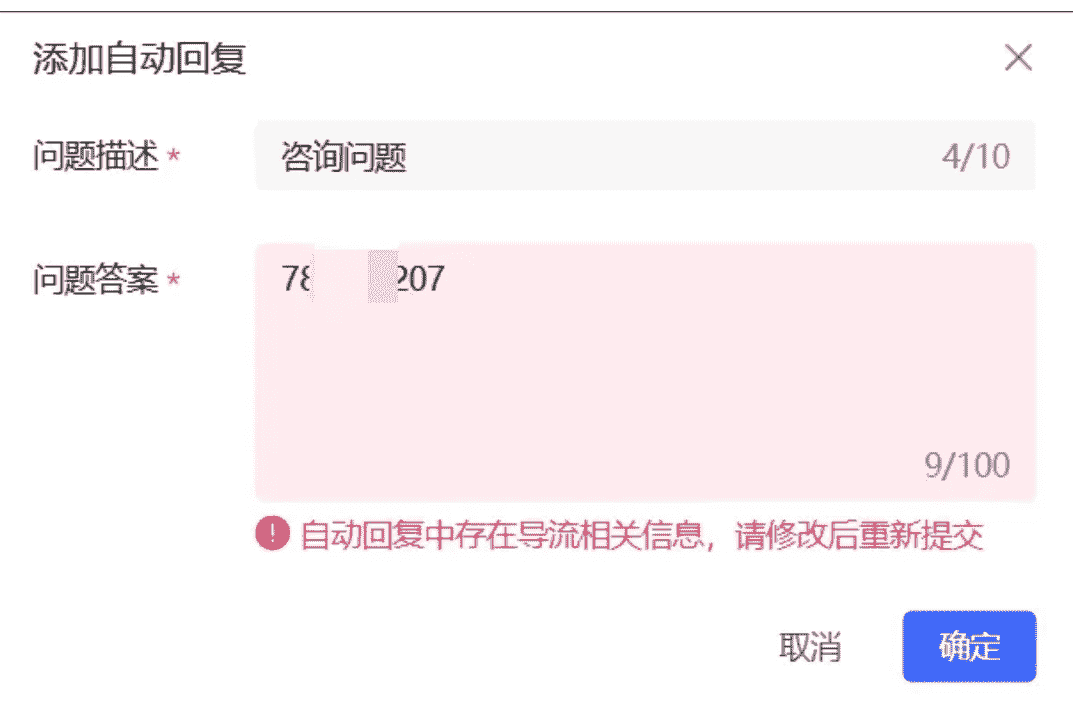 添加自动回复
问题描述 *
咨询问题
4/10
问题答案 *
78 207
9/100
自动回复中存在导流相关信息，请修改后重新提交
取消
确定